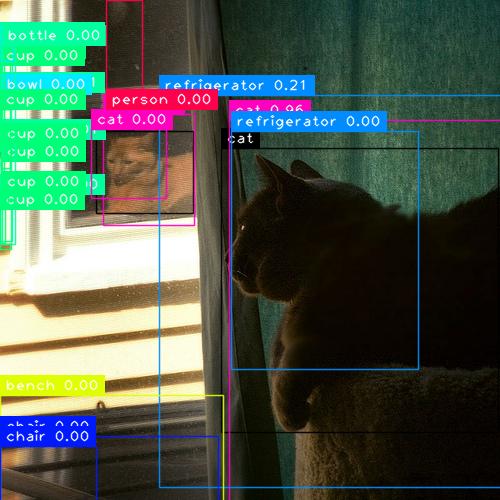 bottle 0.00
cup 0.00
bowl 0.00
refrigerator 0.21
cup 0.00
person 0.00
cat 0.96
cat 0.00
refrigerator 0.00
cup 0.00
cat
cup 0.00
cup 0.00
cup 0.00
bench 0.00
chair 0.00
chair 0.00